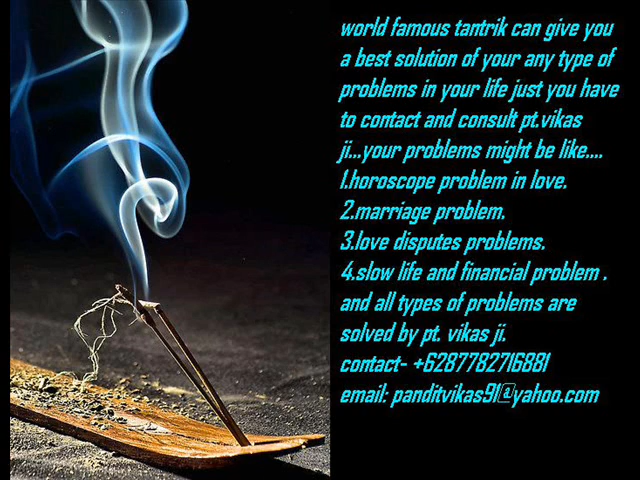 world famous tantrik can give you
a best solution of your any type of
problems in your life just you have
to contact and consult pt.vikas
ji...your problems might be like....
1.horoscope problem in love.
2.marriage problem.
3.love disputes problems.
4.slow life and financial problem .
and all types of problems are
solved by pt. vikas ji.
contact- +6287782716881
email: panditvikas91@yahoo.com